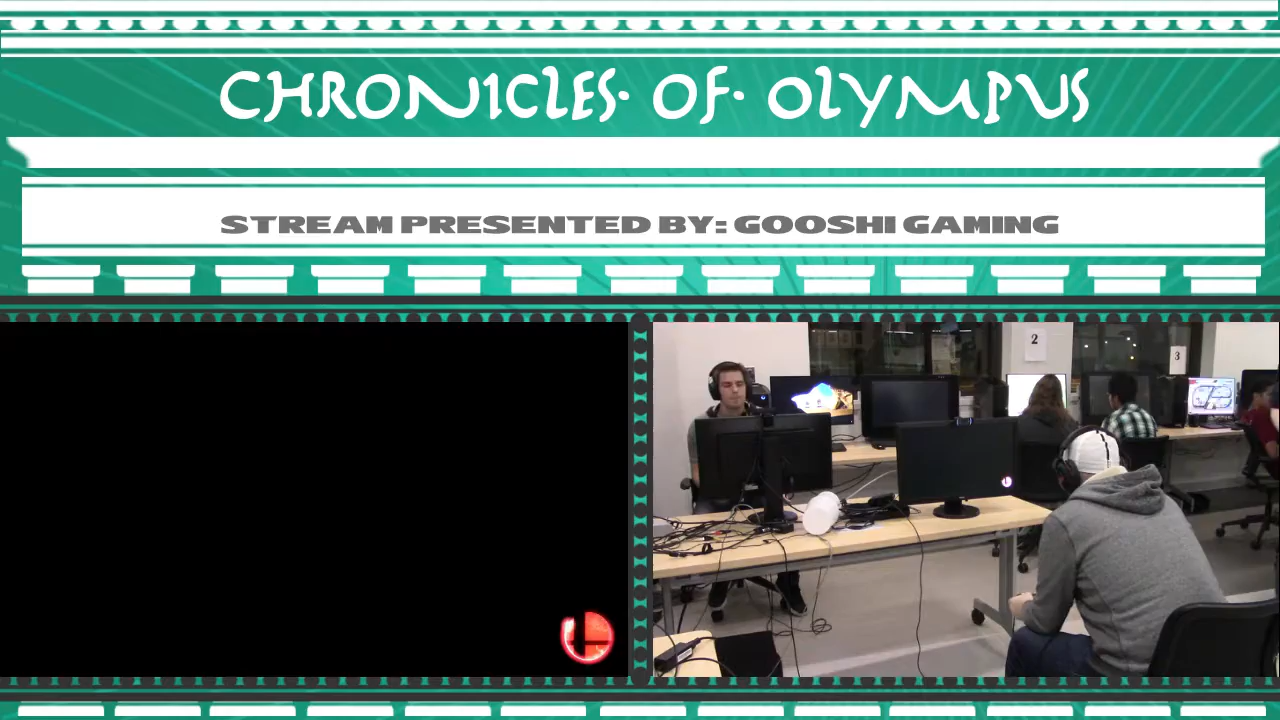 CHRONICLES· OF· OLYMPUS
STREAM PRESENTED BY: GOOSHI GAMING
2
3